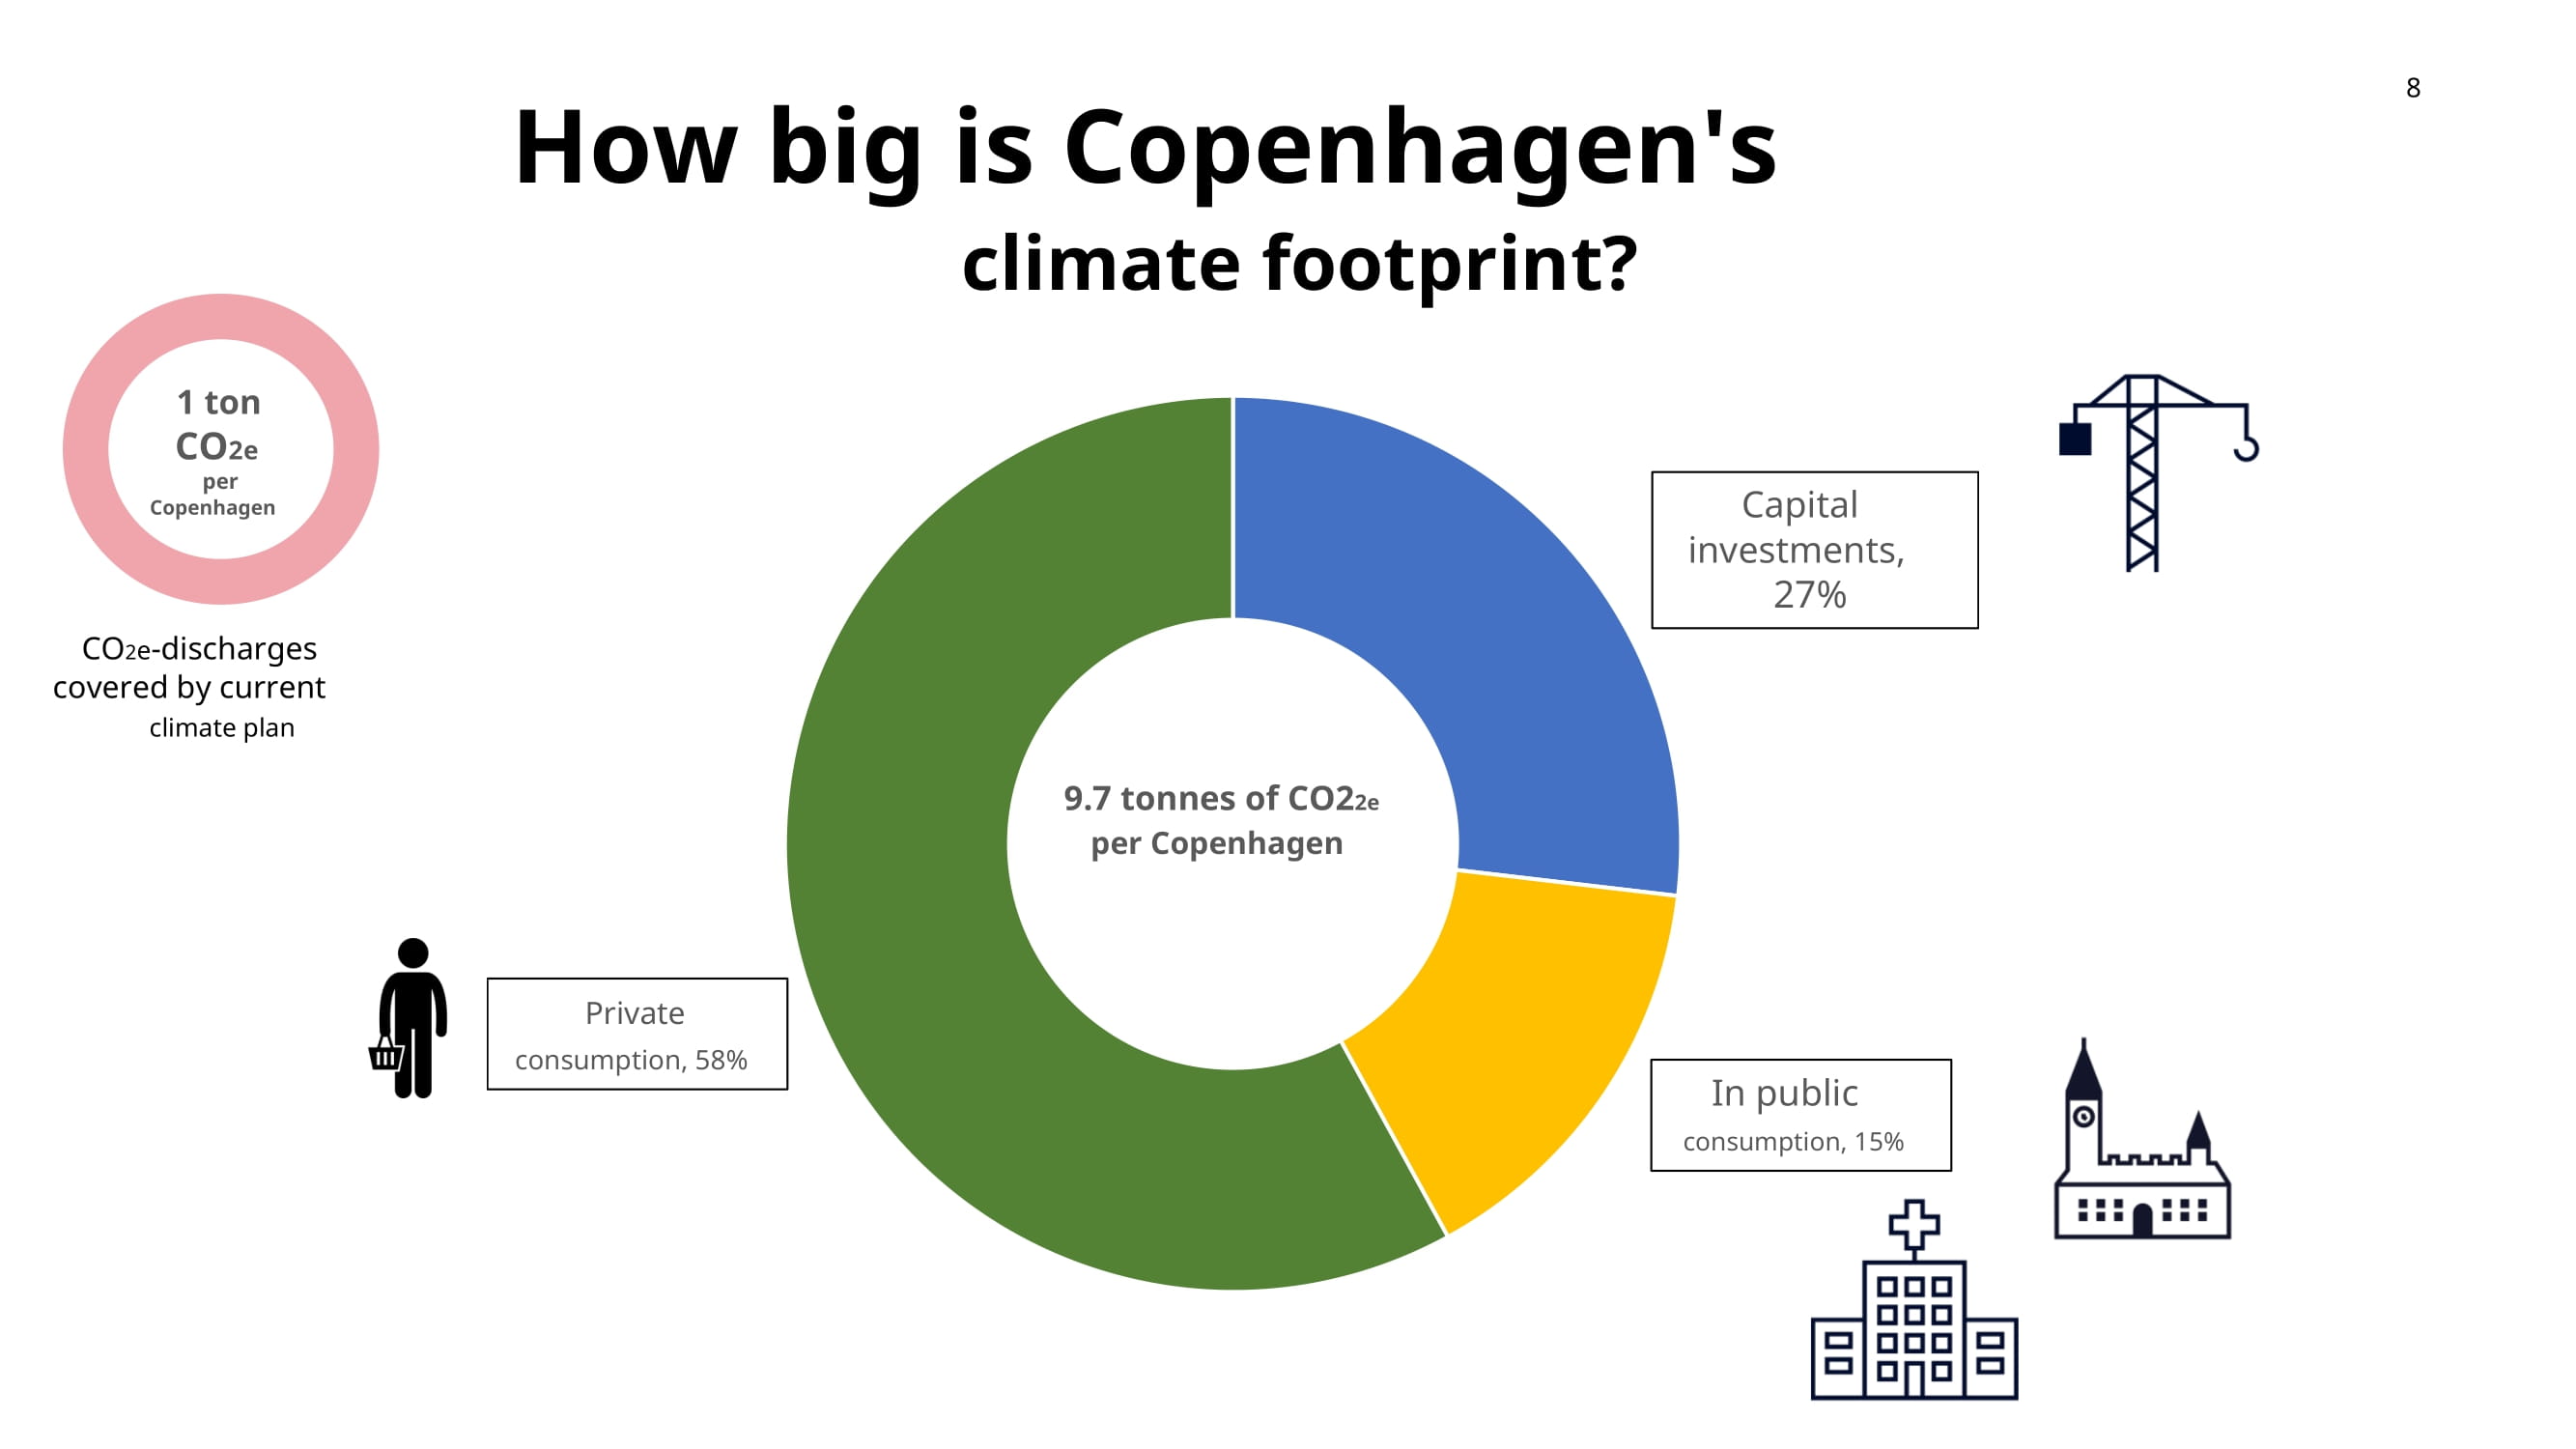 8
How big is Copenhagen's
climate footprint?
1 ton
CO2e
per
Copenhagen
CO2e-discharges
covered by current
climate plan
Capital
investments,
27%
9.7 tonnes of CO22e
per Copenhagen
Private
consumption, 58%
In public
consumption, 15%